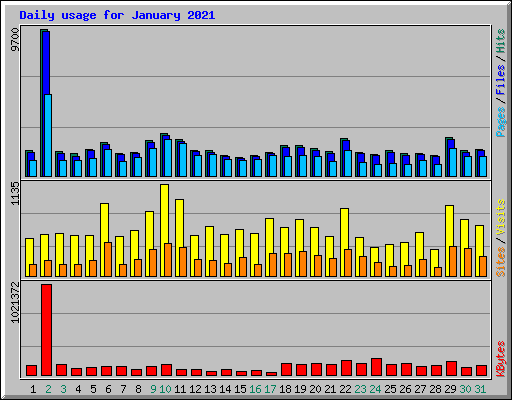 Daily usage for January 2021
9700
Pages / Files / Hits
1135
Sites / Visits
1021372
KBytes
1 2 3 4 5 6 7 8 9 10 11 12 13 14 15 16 17 18 19 20 21 22 23 24 25 26 27 28 29 30 31